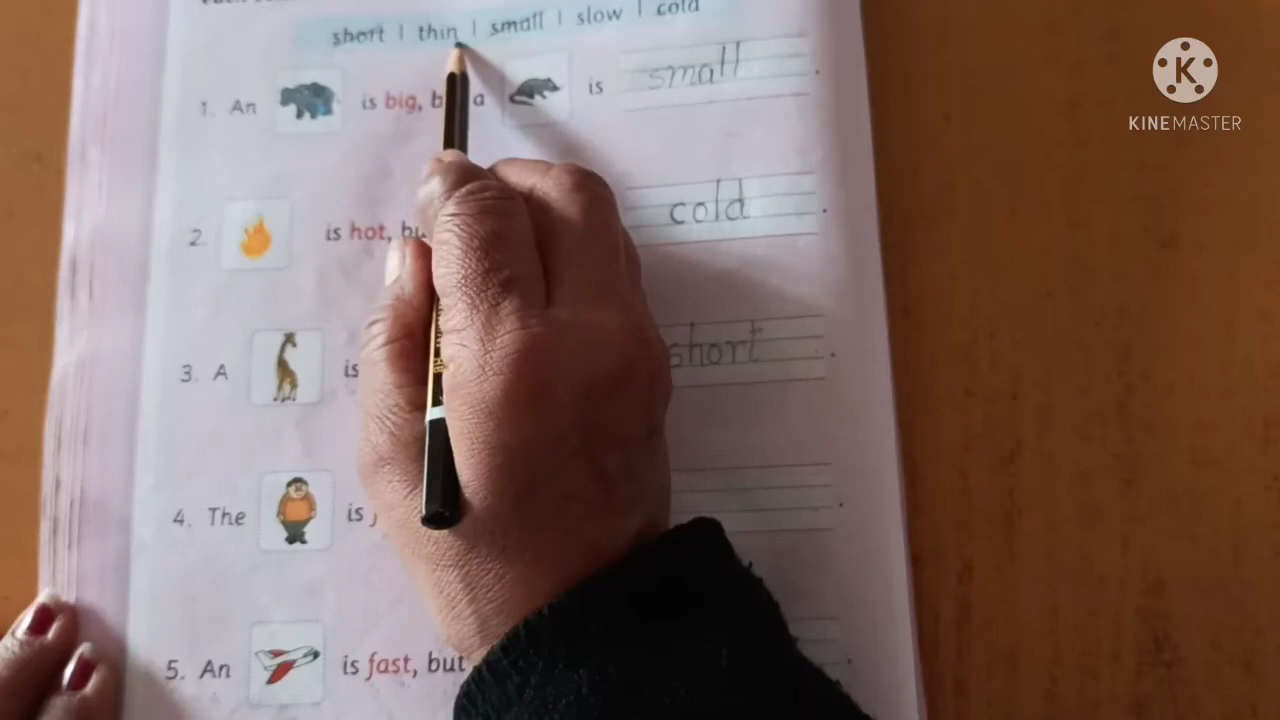 short | thin | small | slow | cold
1. An is big, b a is small.
2. is hot, bu cold.
3. A is short.
4. The is .
5. An is fast, but .
KINEMASTER